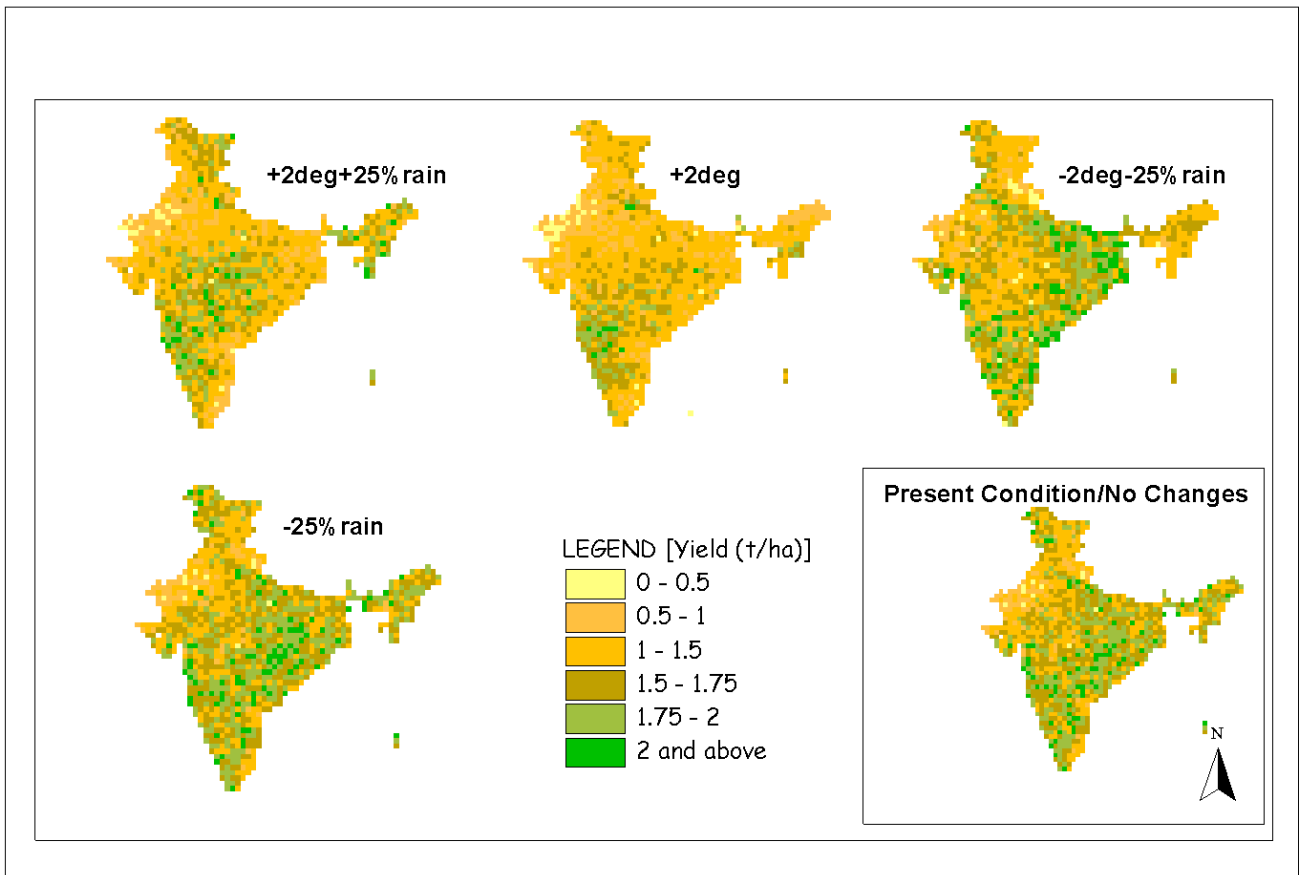 +2deg+25% rain
+2deg
-2deg-25% rain
-25% rain
LEGEND [Yield (t/ha)]
0 - 0.5
0.5 - 1
1 - 1.5
1.5 - 1.75
1.75 - 2
2 and above
Present Condition/No Changes
N